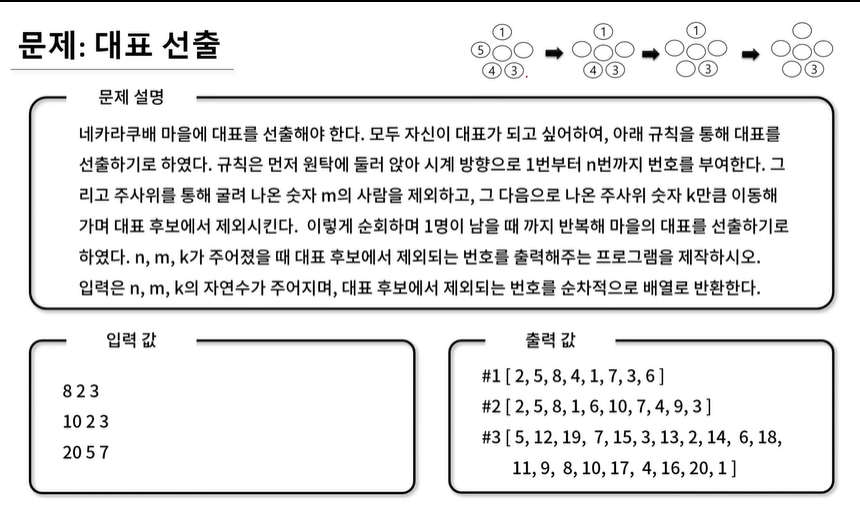 문제: 대표 선출
1 1 1
5
4 3 4 3 3 3
문제 설명
네카라쿠배 마을에 대표를 선출해야 한다. 모두 자신이 대표가 되고 싶어하여, 아래 규칙을 통해 대표를
선출하기로 하였다. 규칙은 먼저 원탁에 둘러 앉아 시계 방향으로 1번부터 n번까지 번호를 부여한다. 그
리고 주사위를 통해 굴려 나온 숫자 m의 사람을 제외하고, 그 다음으로 나온 주사위 숫자 k만큼 이동해
가며 대표 후보에서 제외시킨다. 이렇게 순회하며 1명이 남을 때 까지 반복해 마을의 대표를 선출하기로
하였다. n, m, k가 주어졌을 때 대표 후보에서 제외되는 번호를 출력해주는 프로그램을 제작하시오.
입력은 n, m, k의 자연수가 주어지며, 대표 후보에서 제외되는 번호를 순차적으로 배열로 반환한다.
입력 값
8 2 3
10 2 3
20 5 7
출력 값
#1 [ 2, 5, 8, 4, 1, 7, 3, 6 ]
#2 [ 2, 5, 8, 1, 6, 10, 7, 4, 9, 3 ]
#3 [ 5, 12, 19, 7, 15, 3, 13, 2, 14, 6, 18,
11, 9, 8, 10, 17, 4, 16, 20, 1 ]